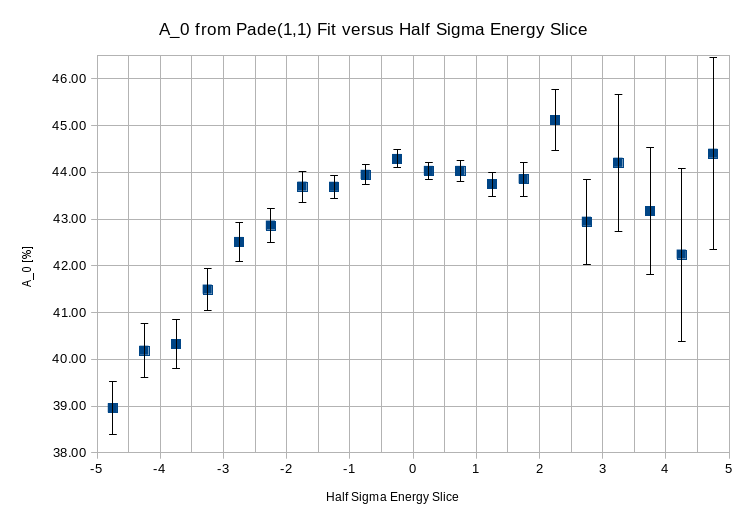 A_0 from Pade(1,1) Fit versus Half Sigma Energy Slice
46.00
45.00
44.00
43.00
42.00
41.00
40.00
39.00
38.00
A_0 [%]
-5 -4 -3 -2 -1 0 1 2 3 4 5
Half Sigma Energy Slice